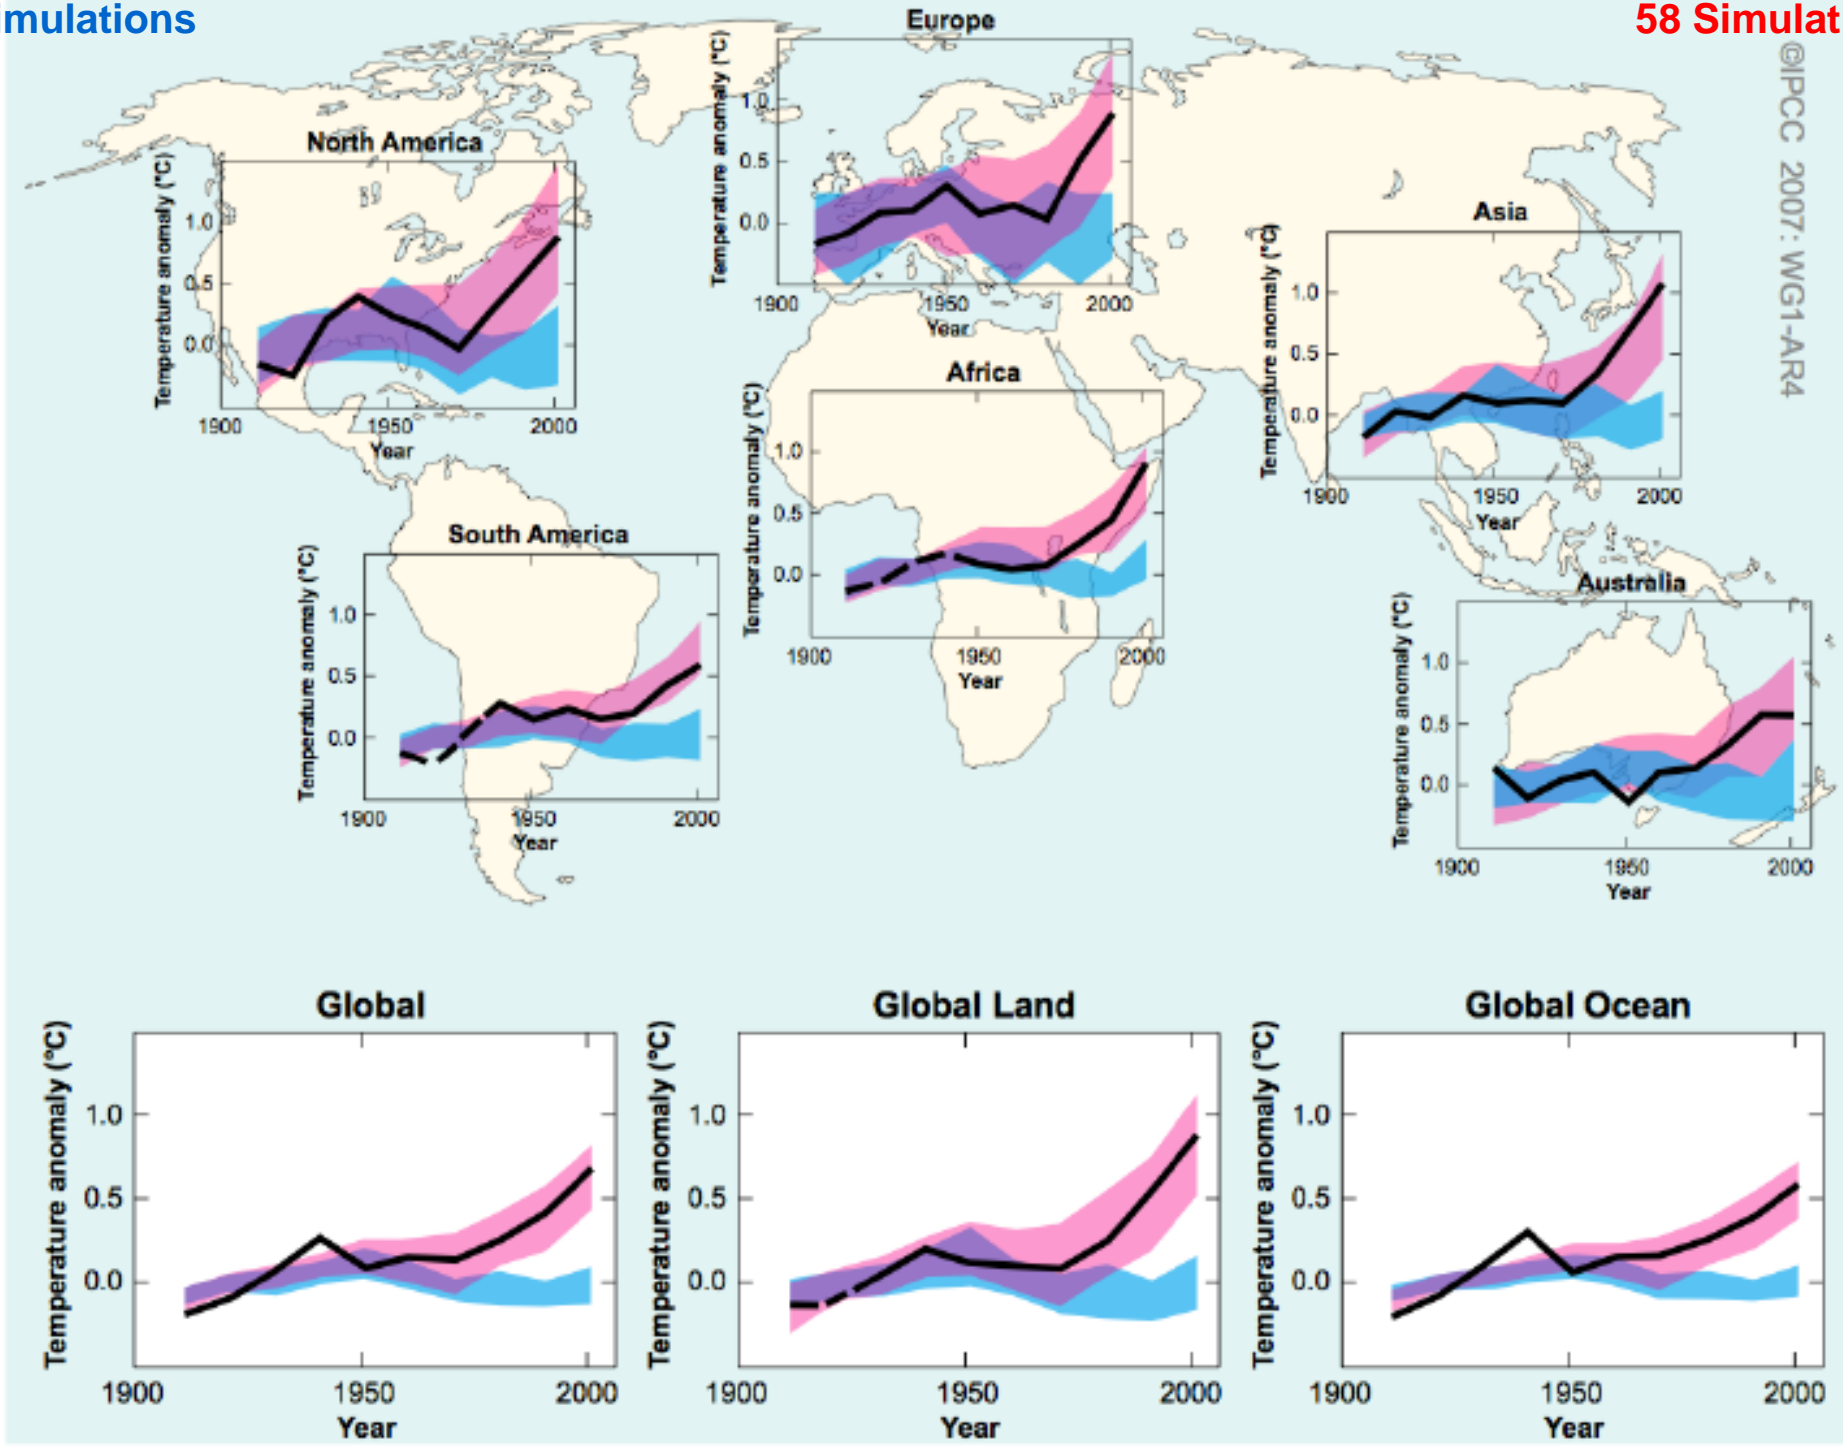 imulations
58 Simulat
©IPCC 2007: WG1-AR4
Europe
Temperature anomaly (°C)
1.0
0.5
0.0
1900 1950 2000
Year
North America
Temperature anomaly (°C)
1.0
0.5
0.0
1900 1950 2000
Year
Asia
Temperature anomaly (°C)
1.0
0.5
0.0
1900 1950 2000
Year
Africa
Temperature anomaly (°C)
1.0
0.5
0.0
1900 1950 2000
Year
South America
Temperature anomaly (°C)
1.0
0.5
0.0
1900 1950 2000
Year
Australia
Temperature anomaly (°C)
1.0
0.5
0.0
1900 1950 2000
Year
Global
Temperature anomaly (°C)
1.0
0.5
0.0
1900 1950 2000
Year
Global Land
Temperature anomaly (°C)
1.0
0.5
0.0
1900 1950 2000
Year
Global Ocean
Temperature anomaly (°C)
1.0
0.5
0.0
1900 1950 2000
Year